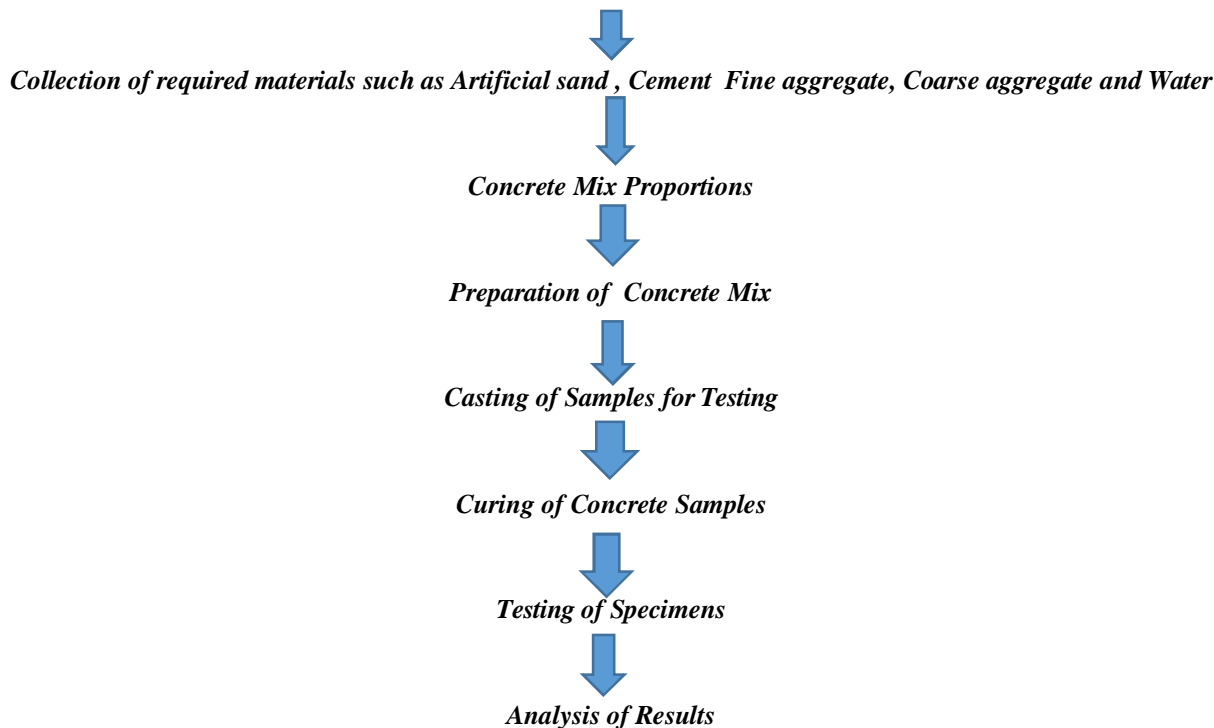 Collection of required materials such as Artificial sand , Cement  Fine aggregate, Coarse aggregate and Water
Concrete Mix Proportions
Preparation of  Concrete Mix
Casting of Samples for Testing
Curing of Concrete Samples
Testing of Specimens
Analysis of Results